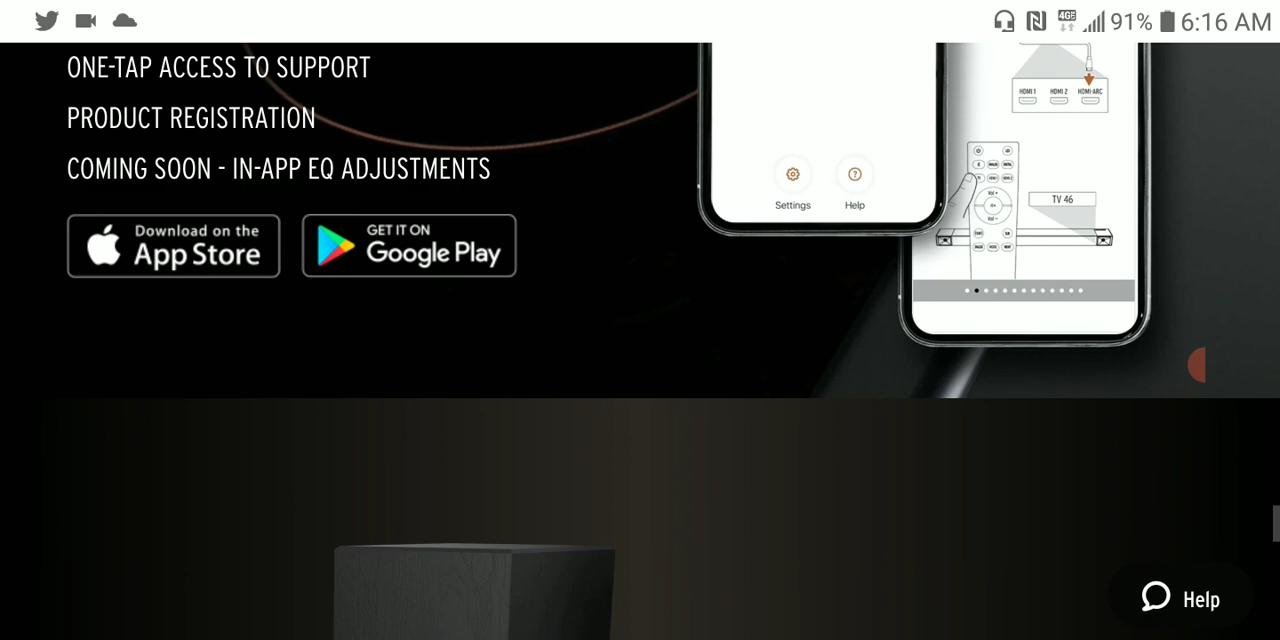 91% 6:16 AM
ONE-TAP ACCESS TO SUPPORT
PRODUCT REGISTRATION
COMING SOON - IN-APP EQ ADJUSTMENTS
Download on the
App Store
GET IT ON
Google Play
Settings
Help
HDMI 1
HDMI 2
HDMI-ARC
Vol +
Vol -
TV 46
Help